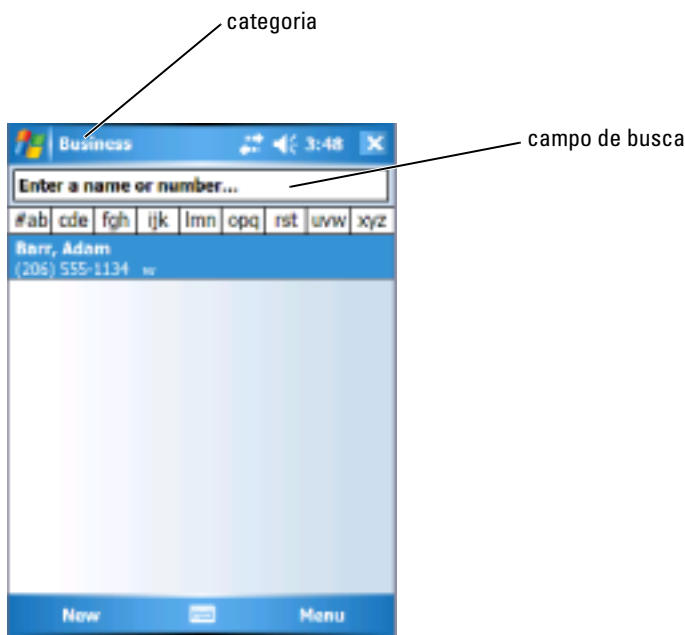 categoria
Business 3:48
campo de busca
Enter a name or number...
#ab cde fgh ijk lmn opq rst uvw xyz
Barr, Adam
(206) 555-1134 w
New Menu